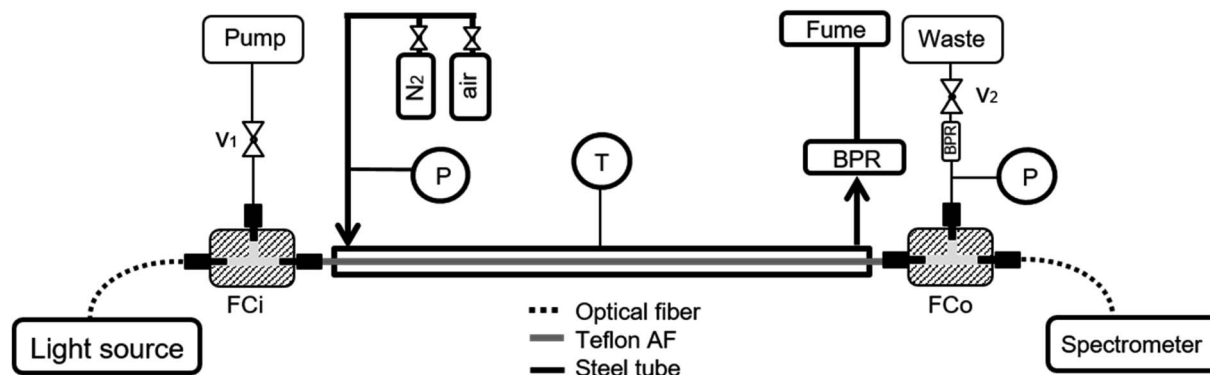 Pump
N2
air
Fume
Waste
V1
V2
BPR
P
T
BPR
P
FCi
FCo
Light source
Optical fiber
Teflon AF
Steel tube
Spectrometer